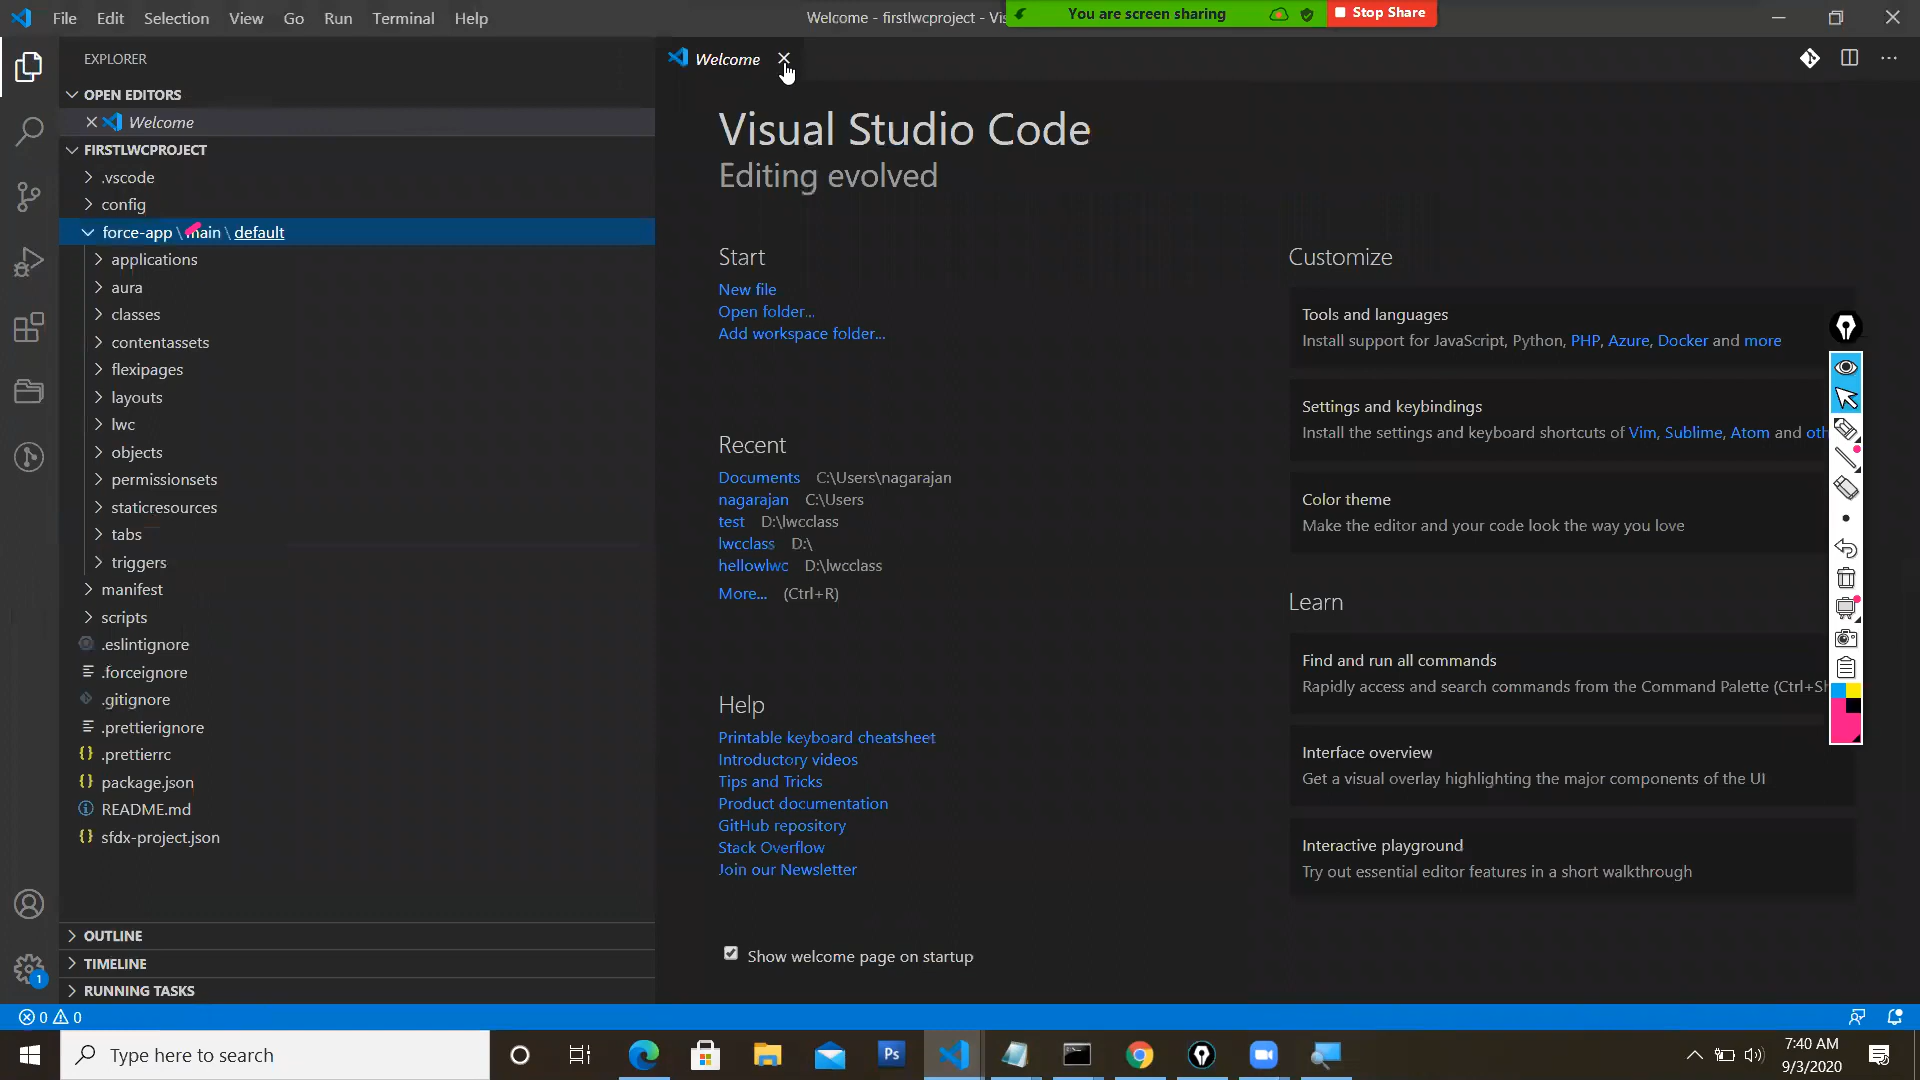 File Edit Selection View Go Run Terminal Help
Welcome - firstlwcproject - Vis
You are screen sharing
Stop Share
EXPLORER
OPEN EDITORS
Welcome
FIRSTLWCPROJECT
.vscode
config
force-app \ main \ default
applications
aura
classes
contentassets
flexipages
layouts
lwc
objects
permissionsets
staticresources
tabs
triggers
manifest
scripts
.eslintignore
.forceignore
.gitignore
.prettierignore
.prettierrc
package.json
README.md
sfdx-project.json
OUTLINE
TIMELINE
RUNNING TASKS
Welcome
Visual Studio Code
Editing evolved
Start
New file
Open folder...
Add workspace folder...
Recent
Documents C:\Users\nagarajan
nagarajan C:\Users
test D:\lwcclass
lwcclass D:\
hellowlwc D:\lwcclass
More... (Ctrl+R)
Help
Printable keyboard cheatsheet
Introductory videos
Tips and Tricks
Product documentation
GitHub repository
Stack Overflow
Join our Newsletter
Show welcome page on startup
Customize
Tools and languages
Install support for JavaScript, Python, PHP, Azure, Docker and more
Settings and keybindings
Install the settings and keyboard shortcuts of Vim, Sublime, Atom and oth
Color theme
Make the editor and your code look the way you love
Learn
Find and run all commands
Rapidly access and search commands from the Command Palette (Ctrl+Sh
Interface overview
Get a visual overlay highlighting the major components of the UI
Interactive playground
Try out essential editor features in a short walkthrough
1
0 0
Type here to search
Ps
7:40 AM
9/3/2020